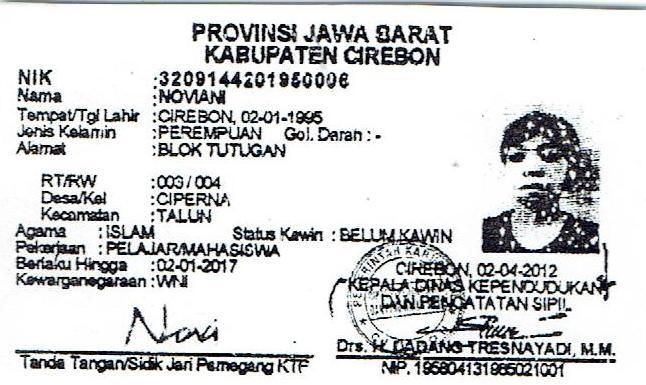 PROVINSI JAWA BARAT
KABUPATEN CIREBON
NIK :3209144201950006
Nama :NOVIANI
Tempat/Tgl Lahir :CIREBON, 02-01-1995
Jenis Kelamin :PEREMPUAN Gol. Darah : -
Alamat :BLOK TUTUGAN
RT/RW :003 / 004
Desa/Kel :CIPERNA
Kecamatan :TALUN
Agama :ISLAM Status Kawin : BELUM KAWIN
Pekerjaan :PELAJAR/MAHASISWA
Berlaku Hingga :02-01-2017
Kewarganegaraan :WNI
CIREBON, 02-04-2012
KEPALA DINAS KEPENDUDUKAN
DAN PENCATATAN SIPIL
Novi
Drs. H. DADANG TRESNAYADI, M.M.
Tanda Tangan/Sidik Jari Pemegang KTP
NIP. 195804131985021001